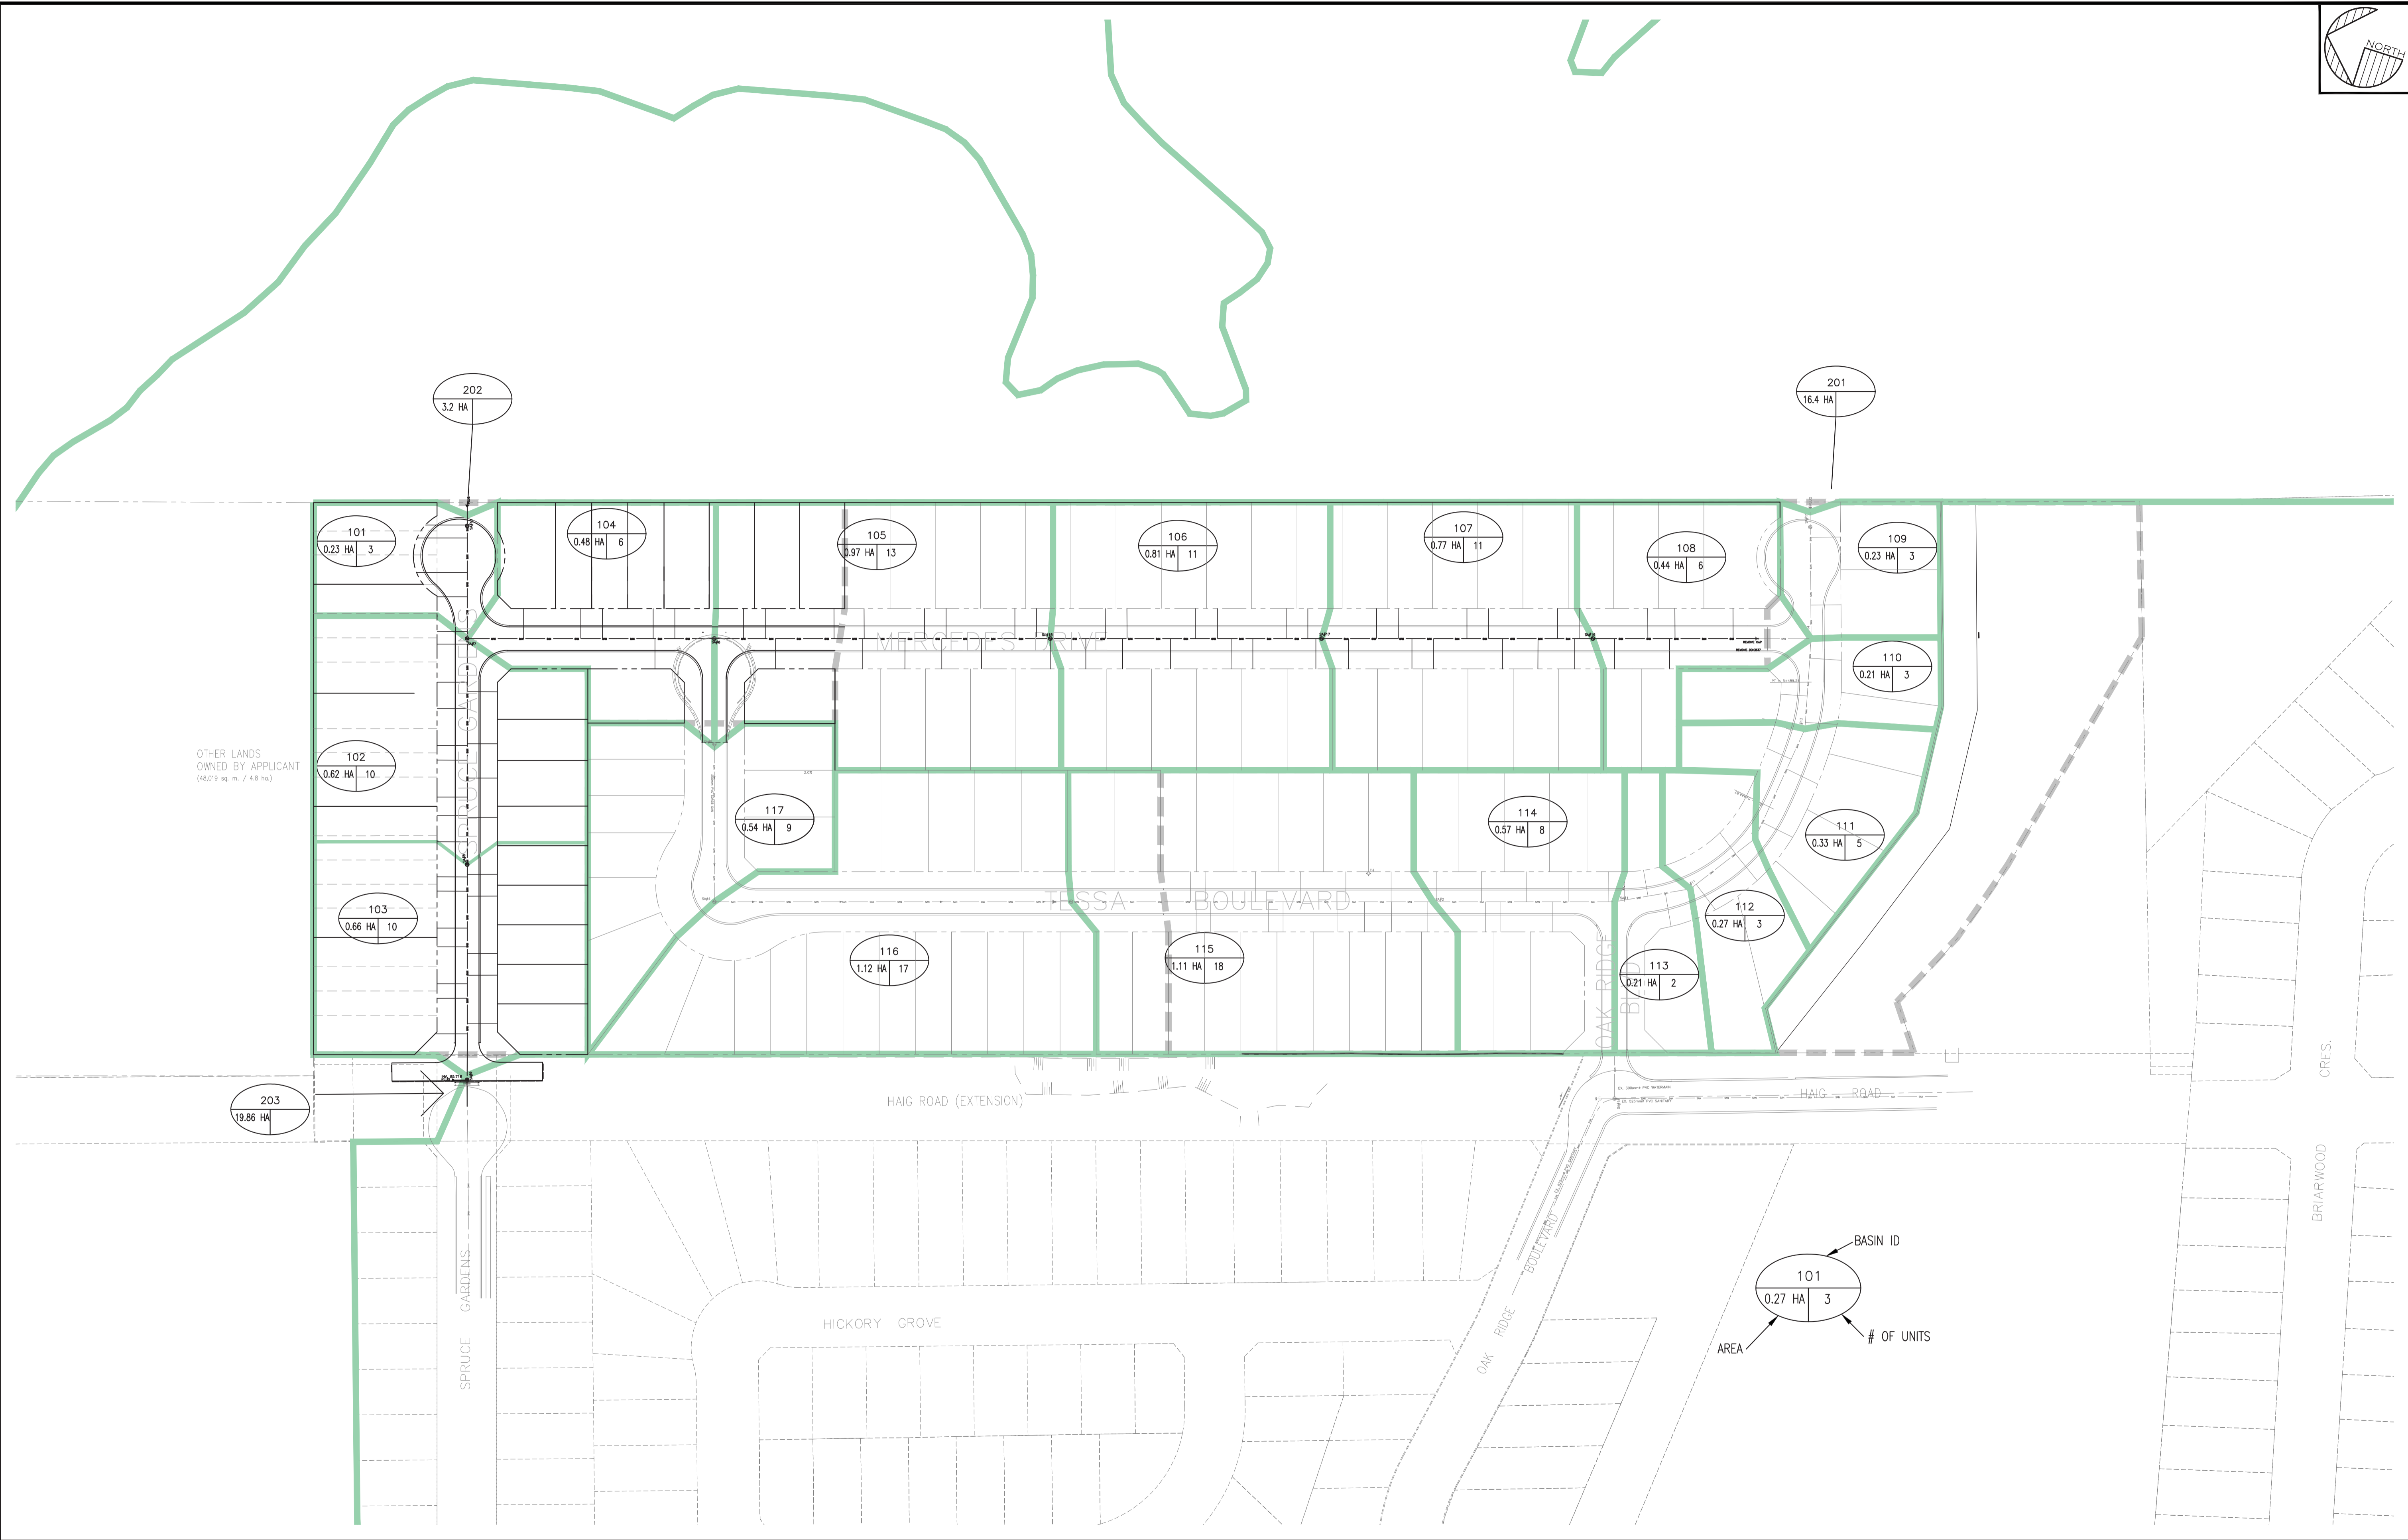 NORTH
202
3.2 HA
201
16.4 HA
101
0.23 HA 3
104
0.48 HA 6
105
0.97 HA 13
106
0.81 HA 11
107
0.77 HA 11
108
0.44 HA 6
109
0.23 HA 3
MERCEDES DRIVE
REMOVE CAP
110
0.21 HA 3
SPRUCE GARDENS
OTHER LANDS
OWNED BY APPLICANT
(48,019 sq. m. / 4.8 ha.)
102
0.62 HA 10
117
0.54 HA 9
114
0.57 HA 8
111
0.33 HA 5
TESSA BOULEVARD
103
0.66 HA 10
112
0.27 HA 3
116
1.12 HA 17
115
1.11 HA 18
113
0.21 HA 2
OAK RIDGE
BLVD
203
19.86 HA
HAIG ROAD (EXTENSION)
HAIG ROAD
BRIARWOOD CRES.
SPRUCE GARDENS
HICKORY GROVE
OAK RIDGE BOULEVARD
BASIN ID
101
0.27 HA 3
AREA
# OF UNITS